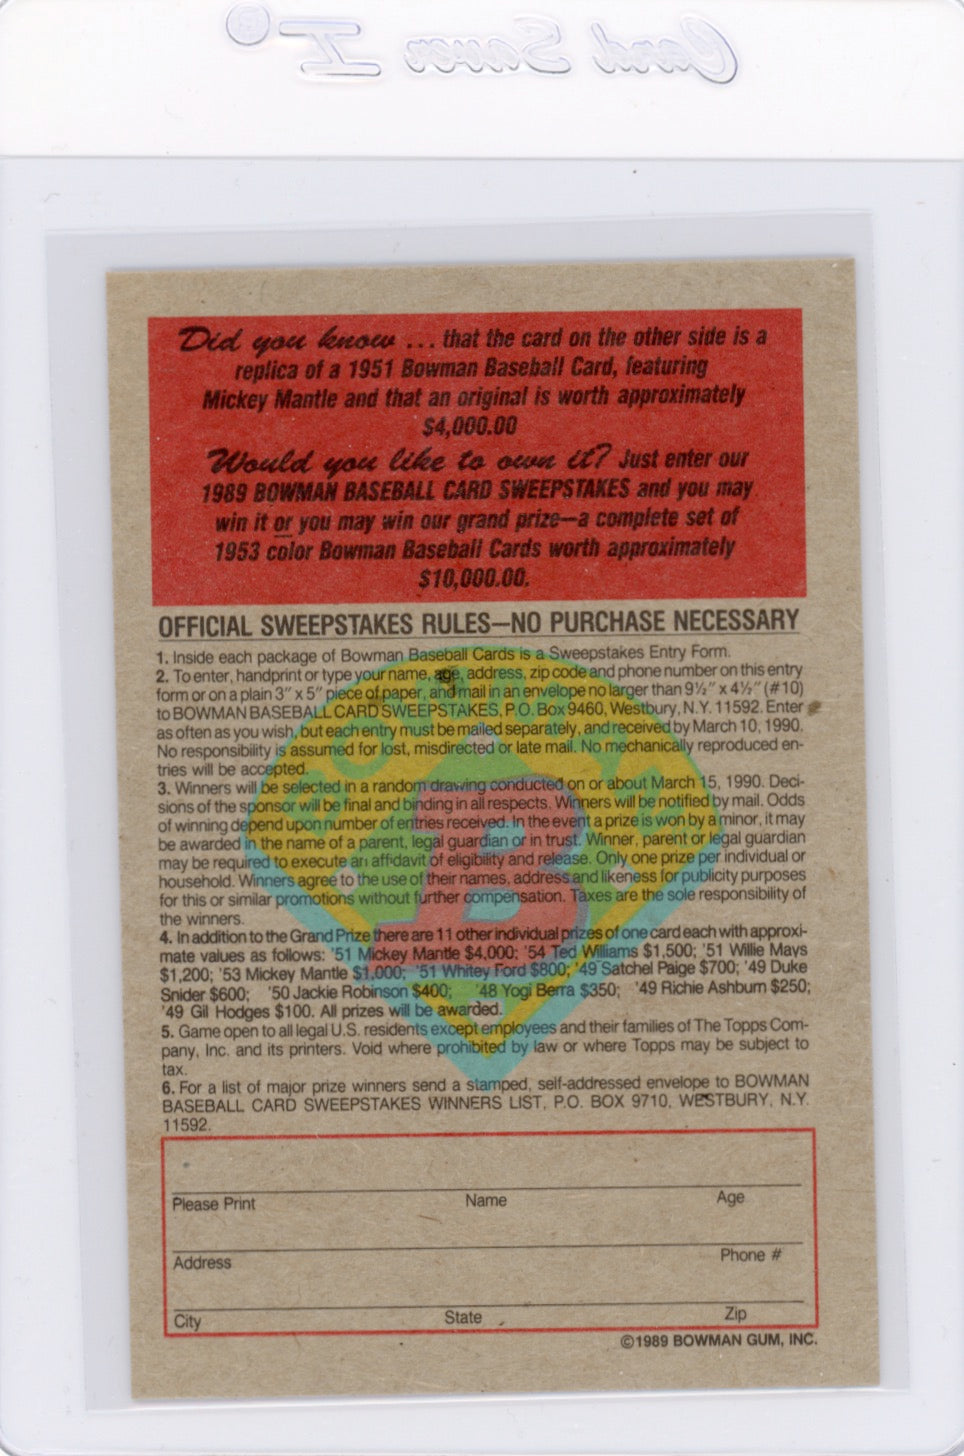 Card Saver I®
Did you know ... that the card on the other side is a
replica of a 1951 Bowman Baseball Card, featuring
Mickey Mantle and that an original is worth approximately
$4,000.00
Would you like to own it? Just enter our
1989 BOWMAN BASEBALL CARD SWEEPSTAKES and you may
win it or you may win our grand prize—a complete set of
1953 color Bowman Baseball Cards worth approximately
$10,000.00.
OFFICIAL SWEEPSTAKES RULES—NO PURCHASE NECESSARY
1. Inside each package of Bowman Baseball Cards is a Sweepstakes Entry Form.
2. To enter, handprint or type your name, age, address, zip code and phone number on this entry
form or on a plain 3" x 5" piece of paper, and mail in an envelope no larger than 9½" x 4½" (#10)
to BOWMAN BASEBALL CARD SWEEPSTAKES, P.O. Box 9460, Westbury, N.Y. 11592. Enter
as often as you wish, but each entry must be mailed separately, and received by March 10, 1990.
No responsibility is assumed for lost, misdirected or late mail. No mechanically reproduced en-
tries will be accepted.
3. Winners will be selected in a random drawing conducted on or about March 15, 1990. Deci-
sions of the sponsor will be final and binding in all respects. Winners will be notified by mail. Odds
of winning depend upon number of entries received. In the event a prize is won by a minor, it may
be awarded in the name of a parent, legal guardian or in trust. Winner, parent or legal guardian
may be required to execute an affidavit of eligibility and release. Only one prize per individual or
household. Winners agree to the use of their names, address and likeness for publicity purposes
for this or similar promotions without further compensation. Taxes are the sole responsibility of
the winners.
4. In addition to the Grand Prize there are 11 other individual prizes of one card each with approxi-
mate values as follows: '51 Mickey Mantle $4,000; '54 Ted Williams $1,500; '51 Willie Mays
$1,200; '53 Mickey Mantle $1,000; '51 Whitey Ford $800; '49 Satchel Paige $700; '49 Duke
Snider $600; '50 Jackie Robinson $400; '48 Yogi Berra $350; '49 Richie Ashburn $250;
'49 Gil Hodges $100. All prizes will be awarded.
5. Game open to all legal U.S. residents except employees and their families of The Topps Com-
pany, Inc. and its printers. Void where prohibited by law or where Topps may be subject to
tax.
6. For a list of major prize winners send a stamped, self-addressed envelope to BOWMAN
BASEBALL CARD SWEEPSTAKES WINNERS LIST, P.O. BOX 9710, WESTBURY, N.Y.
11592.
Please Print Name Age
Address Phone #
City State Zip
©1989 BOWMAN GUM, INC.